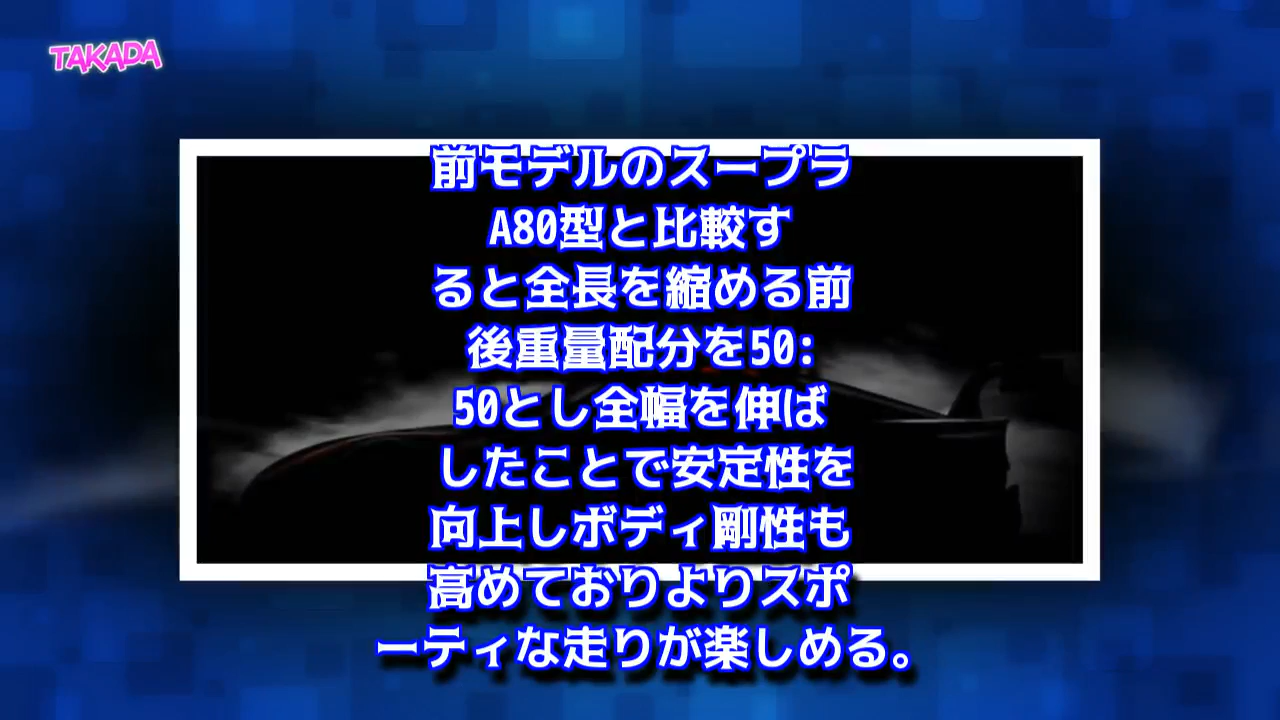 TAKADA
前モデルのスープラ
A80型と比較す
ると全長を縮める前
後重量配分を50:
50とし全幅を伸ば
したことで安定性を
向上しボディ剛性も
高めておりよりスポ
ーティな走りが楽しめる。